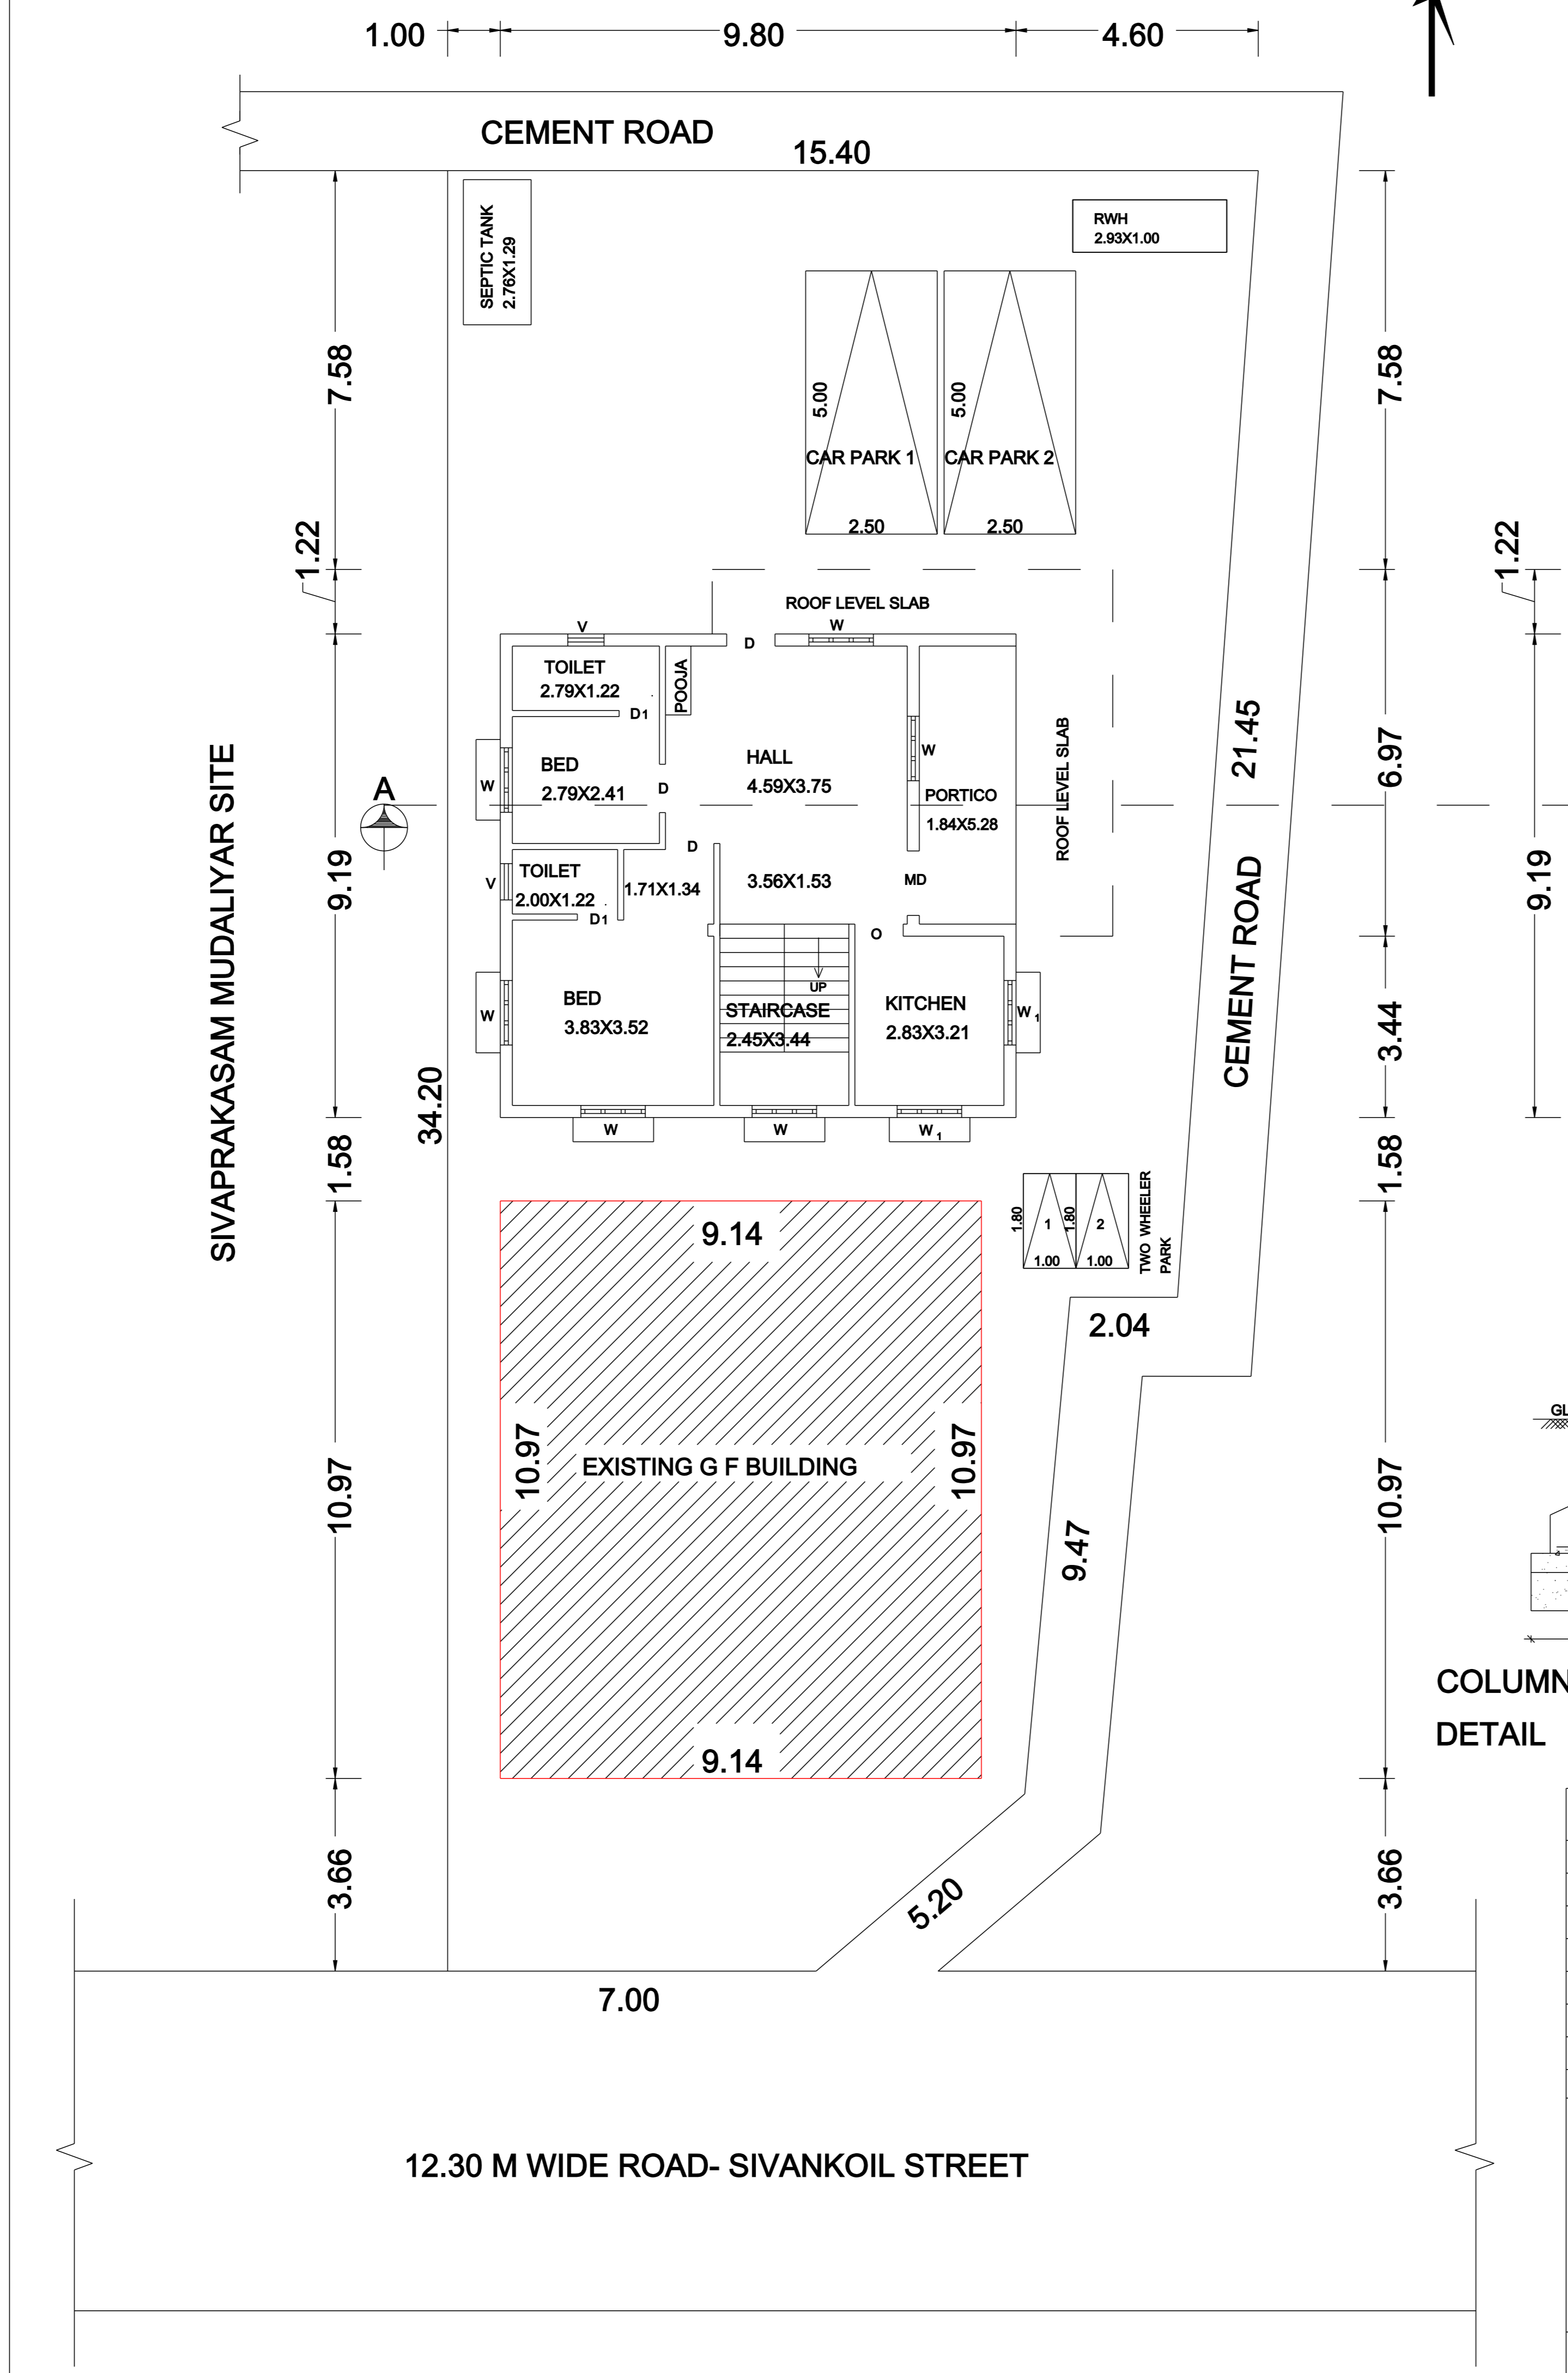 1.00
9.80
4.60
CEMENT ROAD
15.40
SEPTIC TANK
2.76X1.29
RWH
2.93X1.00
7.58
7.58
5.00
5.00
CAR PARK 1
CAR PARK 2
2.50
2.50
1.22
1.22
ROOF LEVEL SLAB
V
W
D
TOILET
2.79X1.22
POOJA
D1
W
BED
2.79X2.41
D
HALL
4.59X3.75
W
PORTICO
1.84X5.28
ROOF LEVEL SLAB
21.45
6.97
A
SIVAPRAKASAM MUDALIYAR SITE
9.19
9.19
D
V
TOILET
2.00X1.22
D1
1.71X1.34
3.56X1.53
MD
O
CEMENT ROAD
UP
W
BED
3.83X3.52
STAIRCASE
2.45X3.44
KITCHEN
2.83X3.21
W1
3.44
34.20
W
W
W1
1.58
1.58
1.80
1
1.80
2
1.00
1.00
TWO WHEELER
PARK
9.14
2.04
10.97
10.97
EXISTING G F BUILDING
10.97
10.97
GL
9.47
COLUMN
DETAIL
9.14
3.66
3.66
5.20
7.00
12.30 M WIDE ROAD- SIVANKOIL STREET